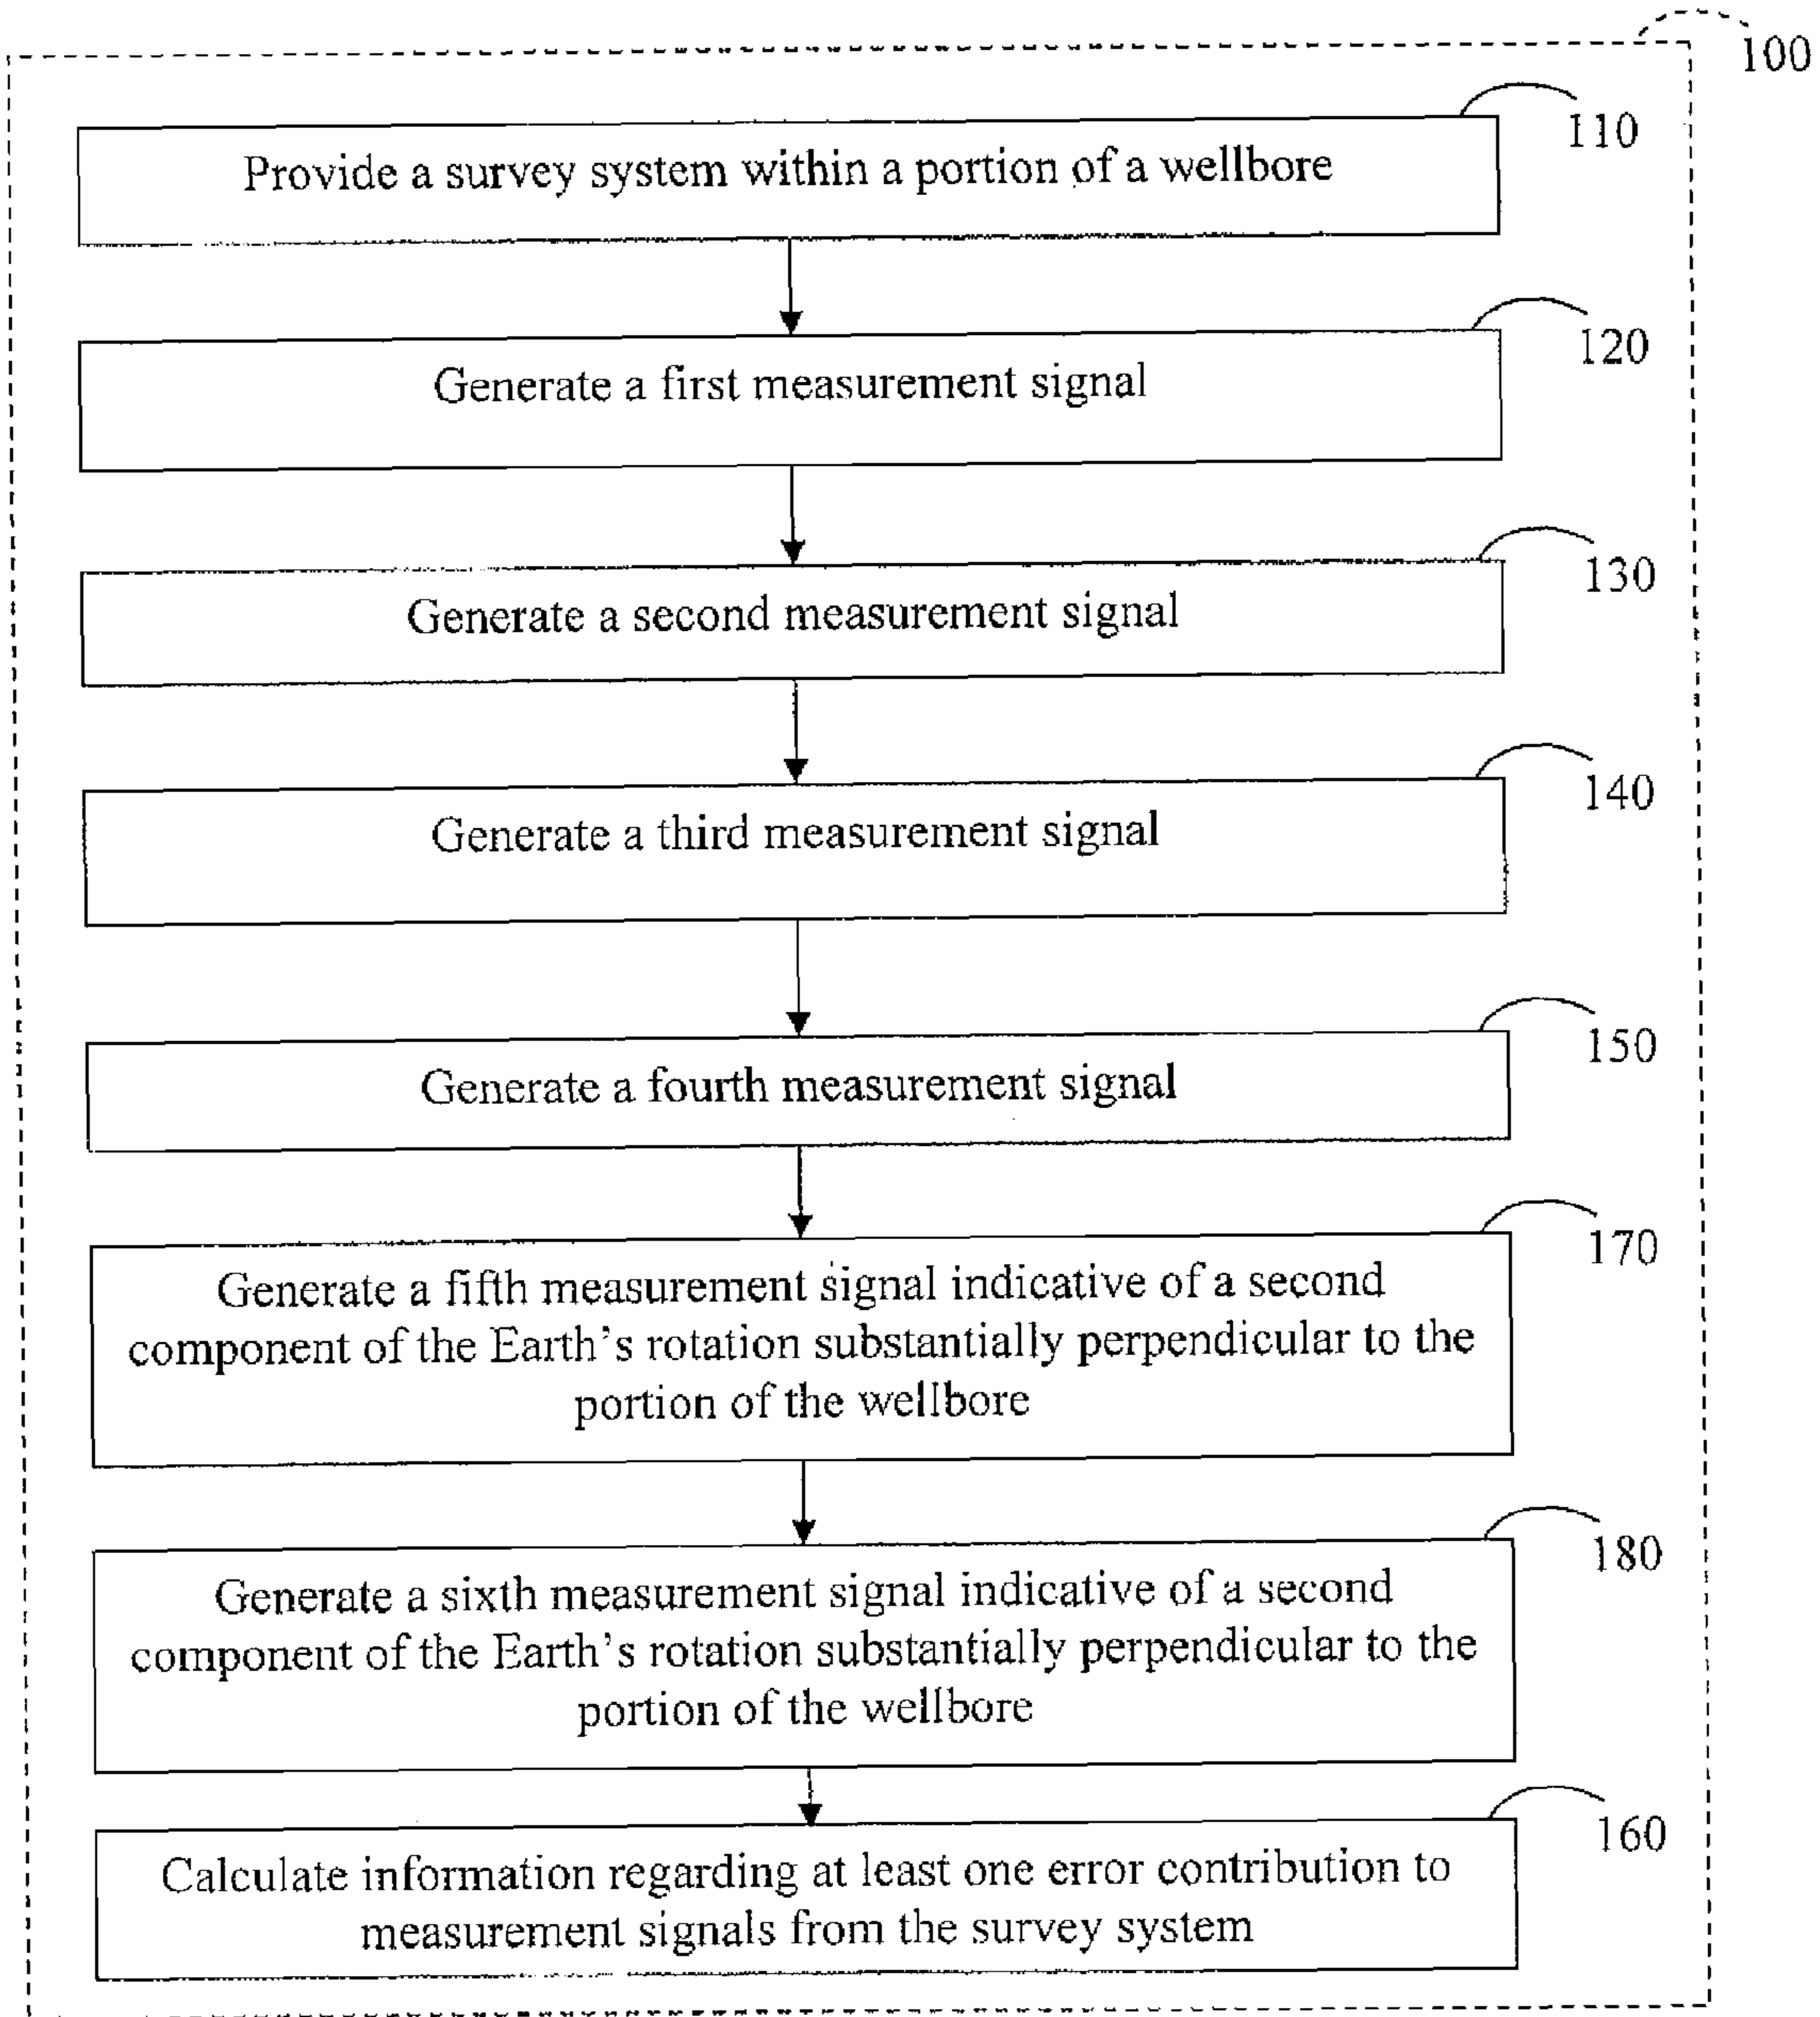 100
110
Provide a survey system within a portion of a wellbore
120
Generate a first measurement signal
130
Generate a second measurement signal
140
Generate a third measurement signal
150
Generate a fourth measurement signal
170
Generate a fifth measurement signal indicative of a second
component of the Earth's rotation substantially perpendicular to the
portion of the wellbore
180
Generate a sixth measurement signal indicative of a second
component of the Earth's rotation substantially perpendicular to the
portion of the wellbore
160
Calculate information regarding at least one error contribution to
measurement signals from the survey system